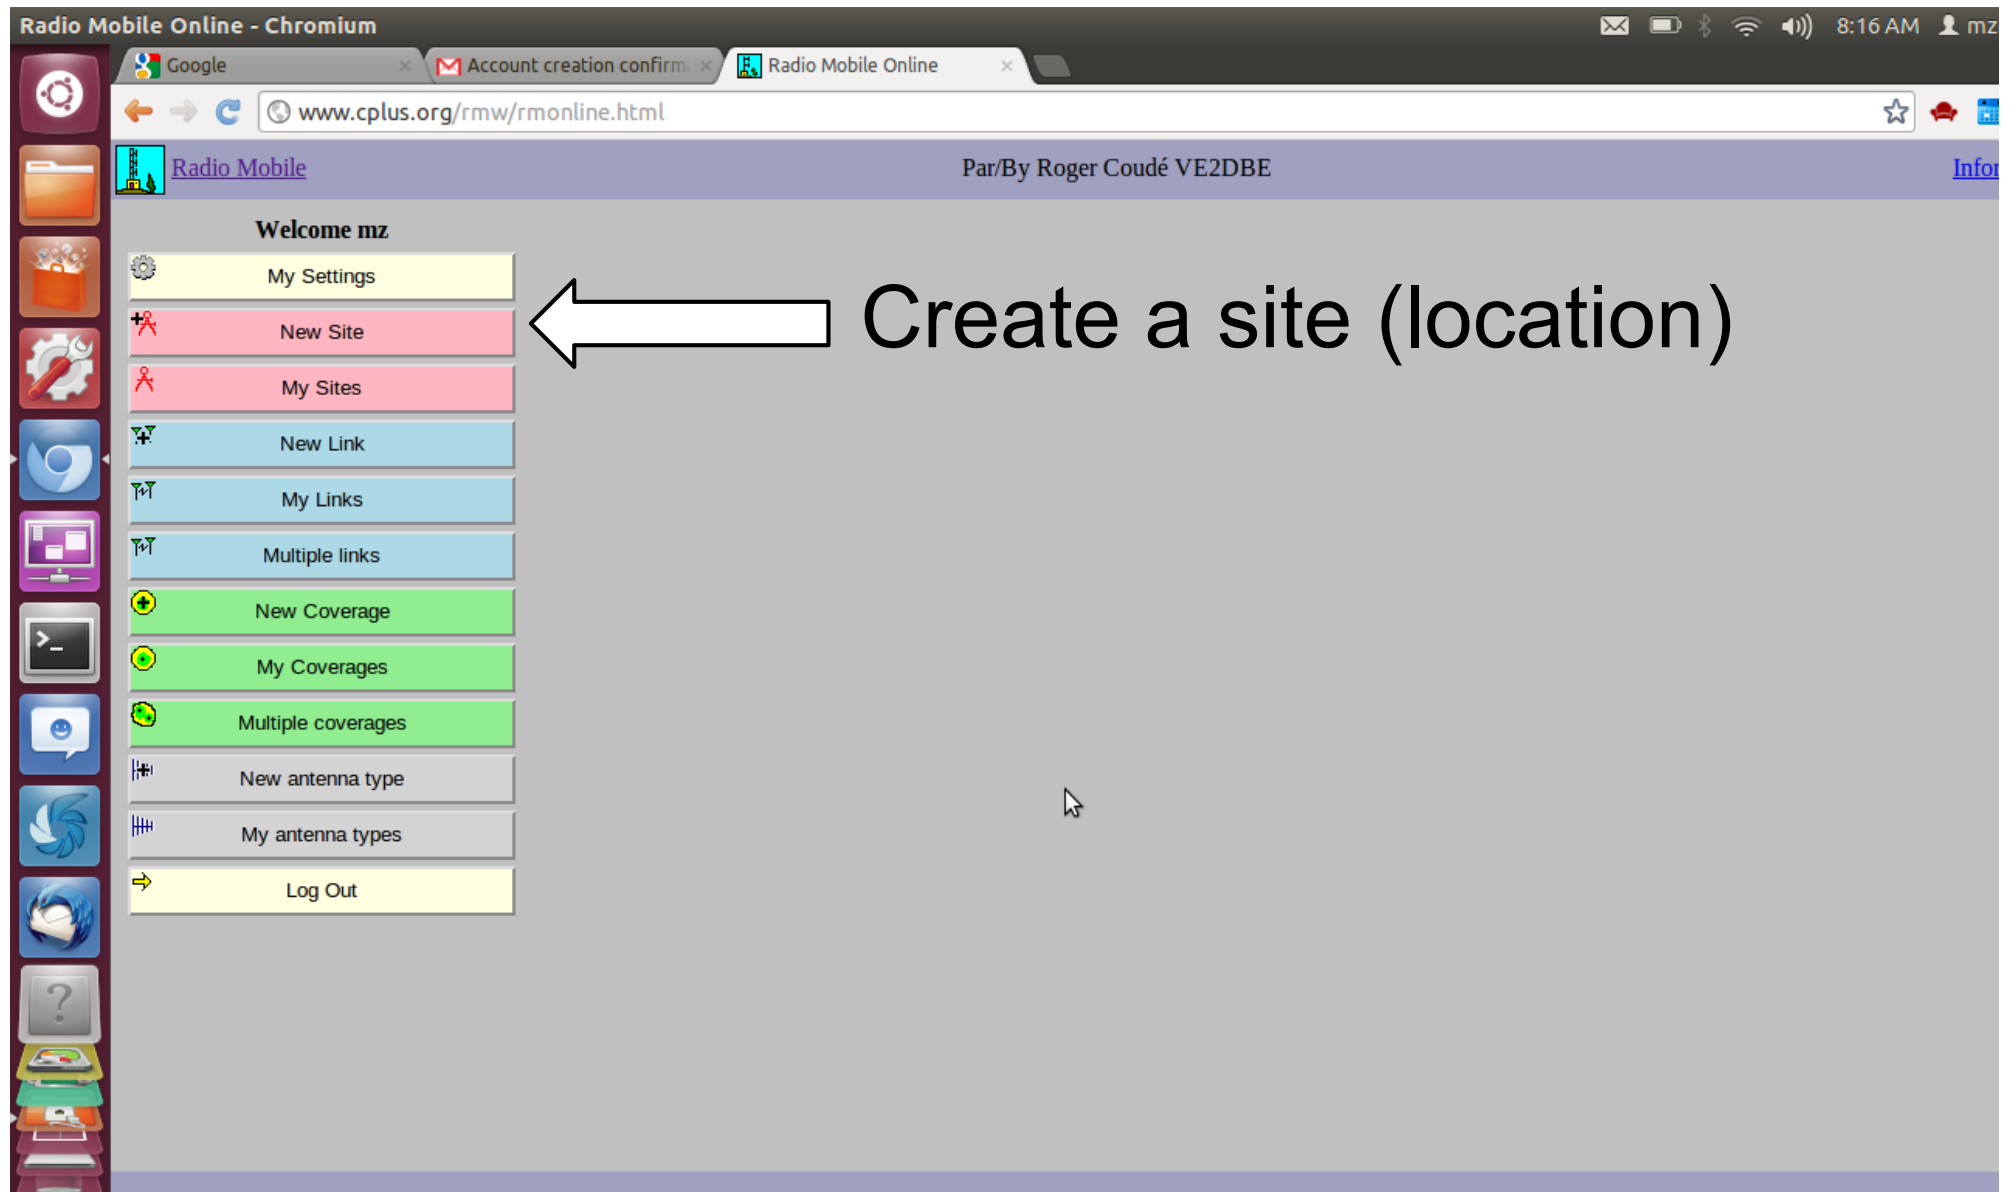 Radio Mobile Online - Chromium
8:16 AM mz
Google
Account creation confirm
Radio Mobile Online
www.cplus.org/rmw/rmonline.html
Radio Mobile
Par/By Roger Coudé VE2DBE
Infor
Welcome mz
My Settings
New Site
Create a site (location)
My Sites
New Link
My Links
Multiple links
New Coverage
My Coverages
Multiple coverages
New antenna type
My antenna types
Log Out